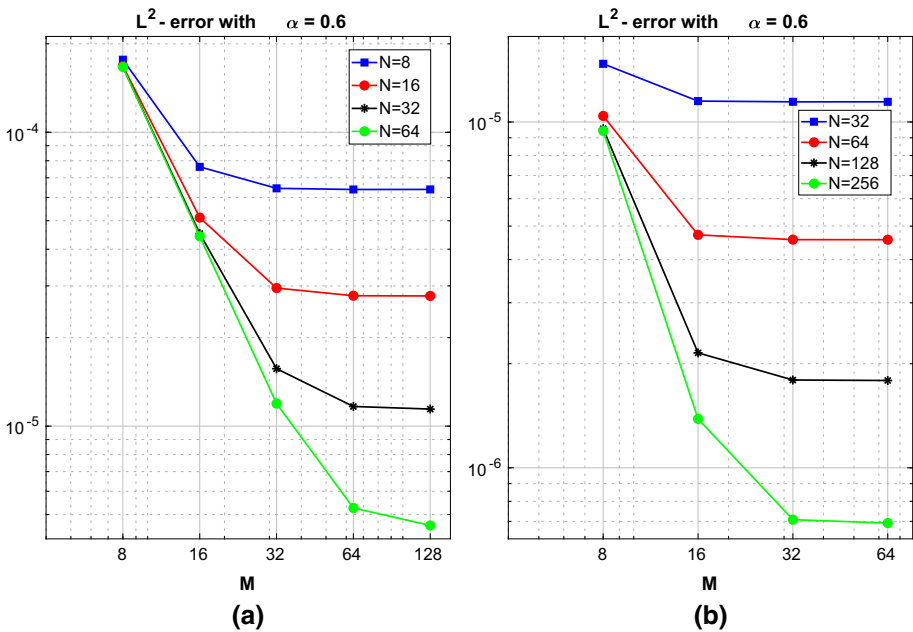 L² - error with α = 0.6
N=8
N=16
N=32
N=64
10⁻⁴
10⁻⁵
8 16 32 64 128
M
(a)
L² - error with α = 0.6
N=32
N=64
N=128
N=256
10⁻⁵
10⁻⁶
8 16 32 64
M
(b)